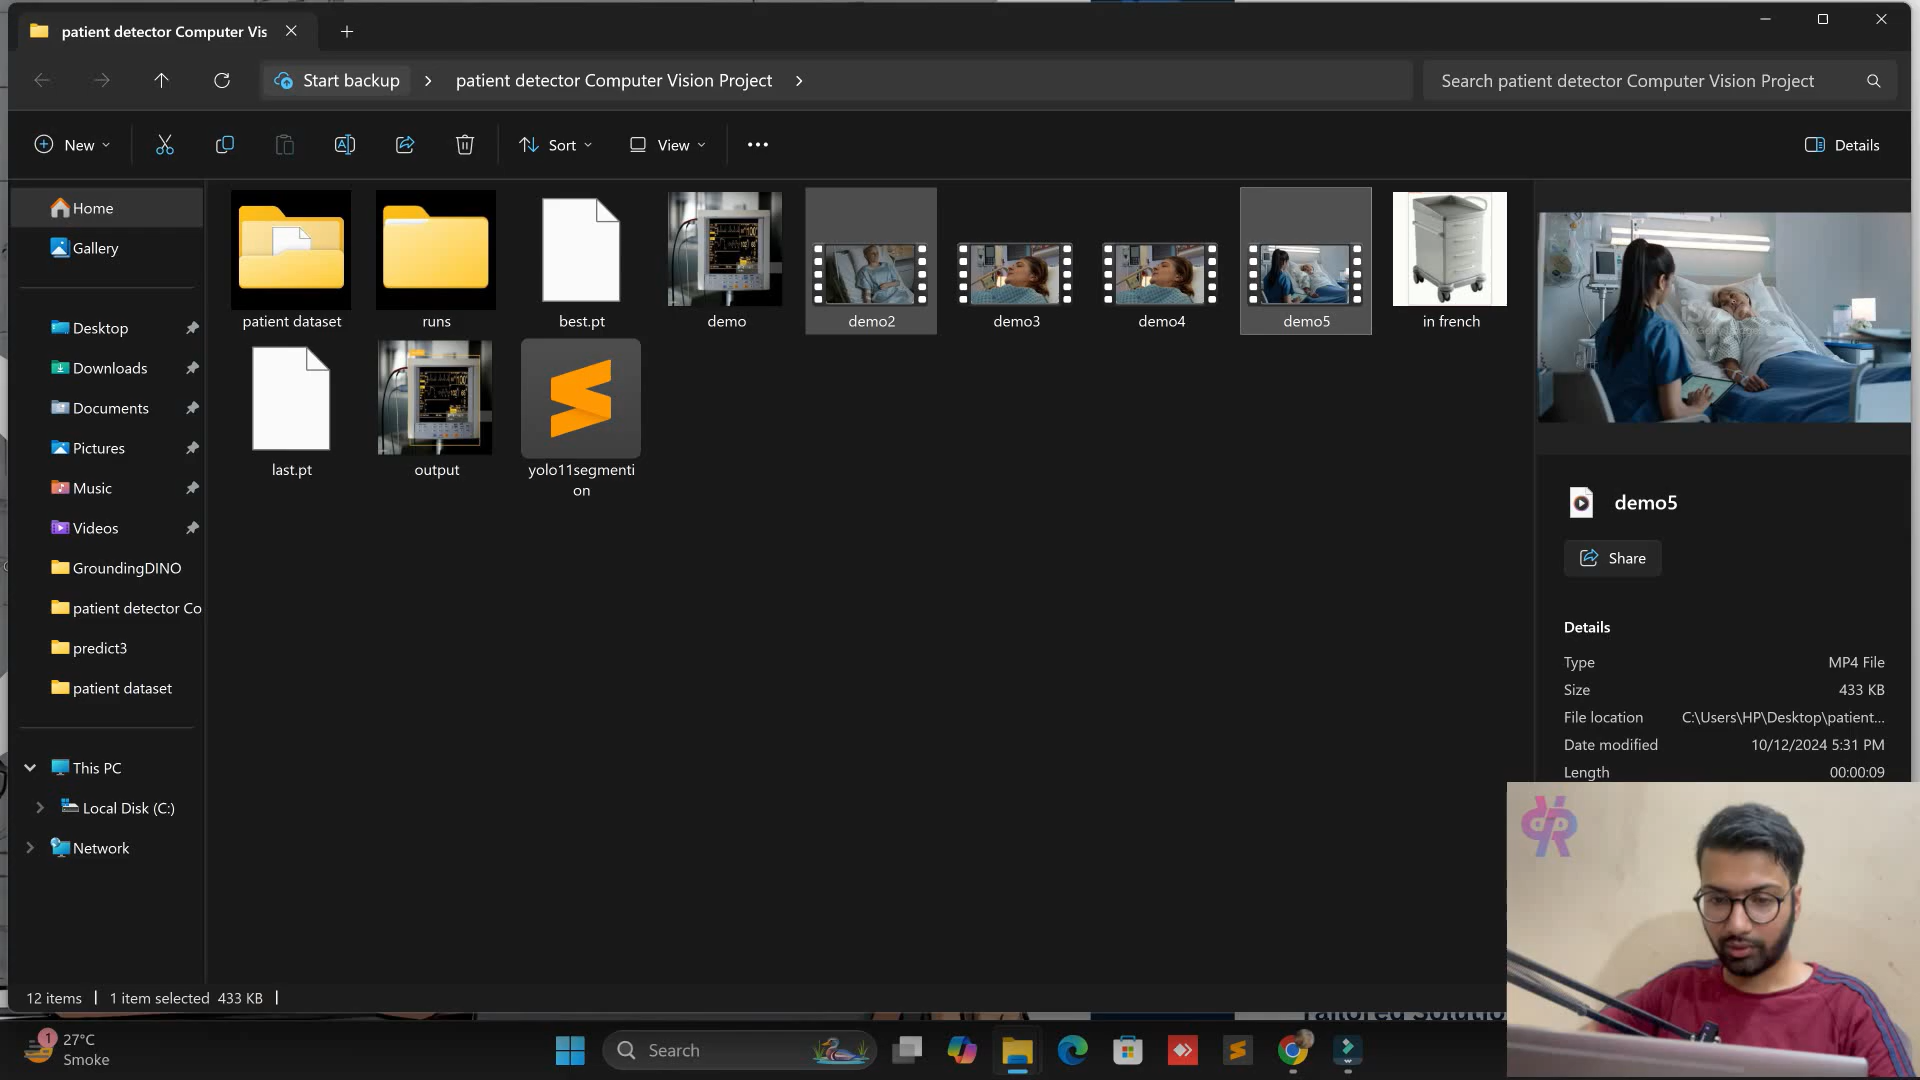 patient detector Computer Vis
Start backup
patient detector Computer Vision Project
Search patient detector Computer Vision Project
New
Sort
View
Details
Home
Gallery
Desktop
Downloads
Documents
Pictures
Music
Videos
GroundingDINO
patient detector Co
predict3
patient dataset
This PC
Local Disk (C:)
Network
patient dataset
runs
best.pt
demo
demo2
demo3
demo4
demo5
in french
last.pt
output
yolo11segmenti
on
demo5
Share
Details
Type MP4 File
Size 433 KB
File location C:\Users\HP\Desktop\patient...
Date modified 10/12/2024 5:31 PM
Length 00:00:09
12 items
1 item selected 433 KB
1
27°C
Smoke
Search